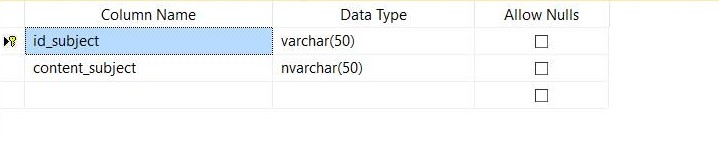 Column Name Data Type Allow Nulls
id_subject varchar(50)
content_subject nvarchar(50)